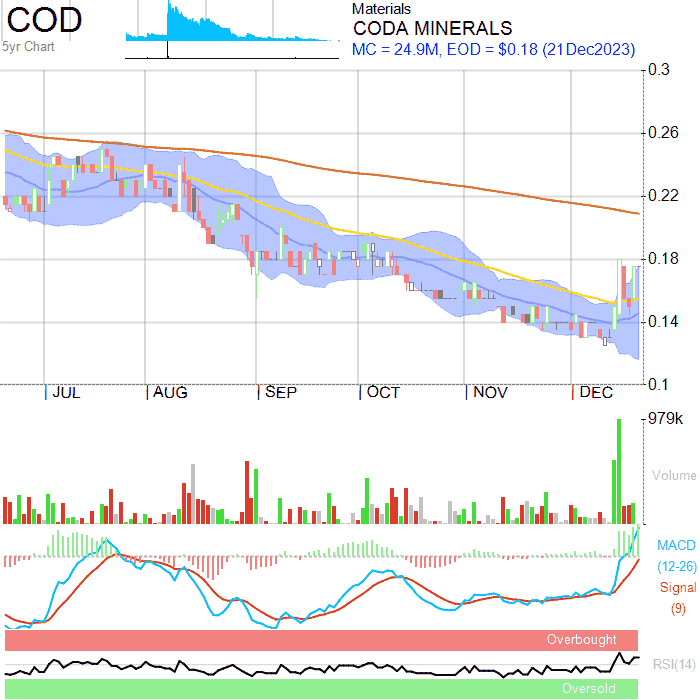 COD
5yr Chart
Materials
CODA MINERALS
MC = 24.9M, EOD = $0.18 (21Dec2023)
0.3
0.26
0.22
0.18
0.14
0.1
JUL AUG SEP OCT NOV DEC
979k
Volume
MACD
(12-26)
Signal
(9)
Overbought
RSI(14)
Oversold